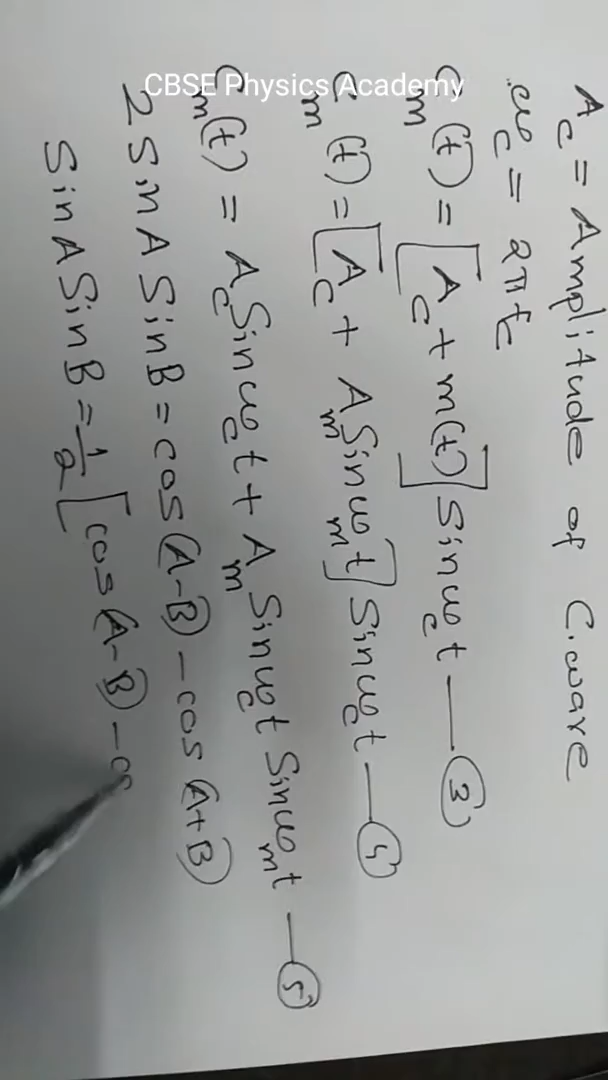 CBSE Physics Academy
A_c = Amplitude of C.wave
ω_c = 2πf_c
C_m(t) = [A_c + m(t)] Sin ω_c t — (3)
C_m(t) = [A_c + A_m Sin ω_m t] Sin ω_c t — (4)
C_m(t) = A_c Sin ω_c t + A_m Sin ω_c t Sin ω_m t — (5)
2 Sin A Sin B = cos (A-B) - cos (A+B)
Sin A Sin B = 1/2 [cos (A-B) - co